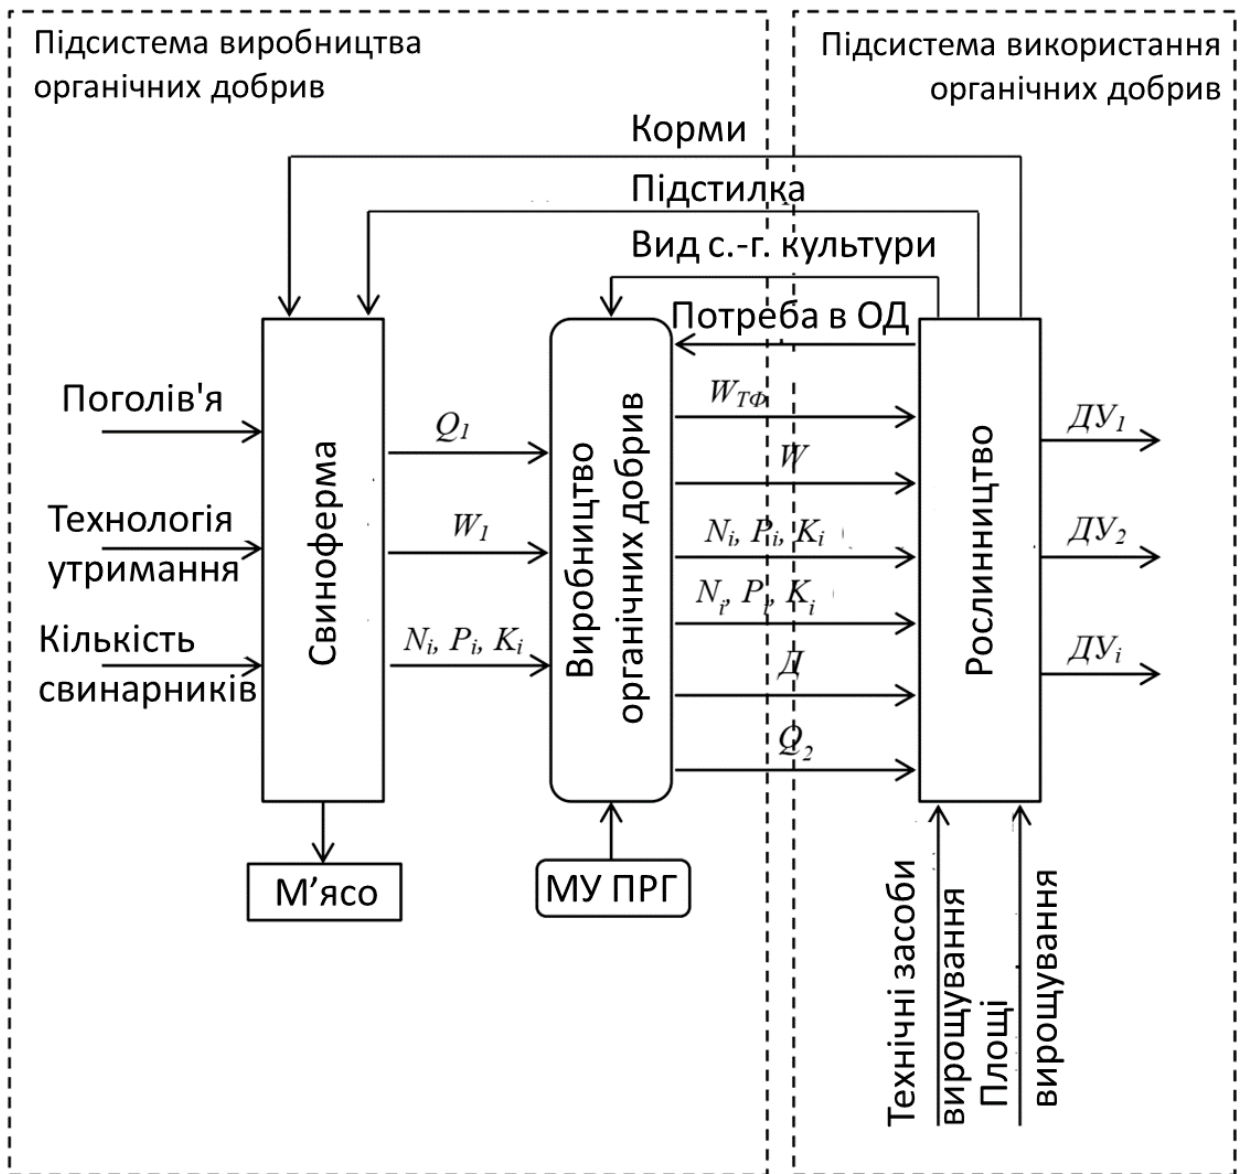 Підсистема виробництва
органічних добрив
Підсистема використання
органічних добрив
Корми
Підстилка
Вид с.-г. культури
Потреба в ОД
Поголів'я
Технологія
утримання
Кількість
свинарників
Свиноферма
Q1
W1
Ni, Pi, Ki
Виробництво
органічних добрив
WТФ
W
Ni, Pi, Ki
Ni, Pi, Ki
Д
Q2
Рослинництво
ДУ1
ДУ2
ДУi
М’ясо
МУ ПРГ
Технічні засоби
вирощування
Площі
вирощування